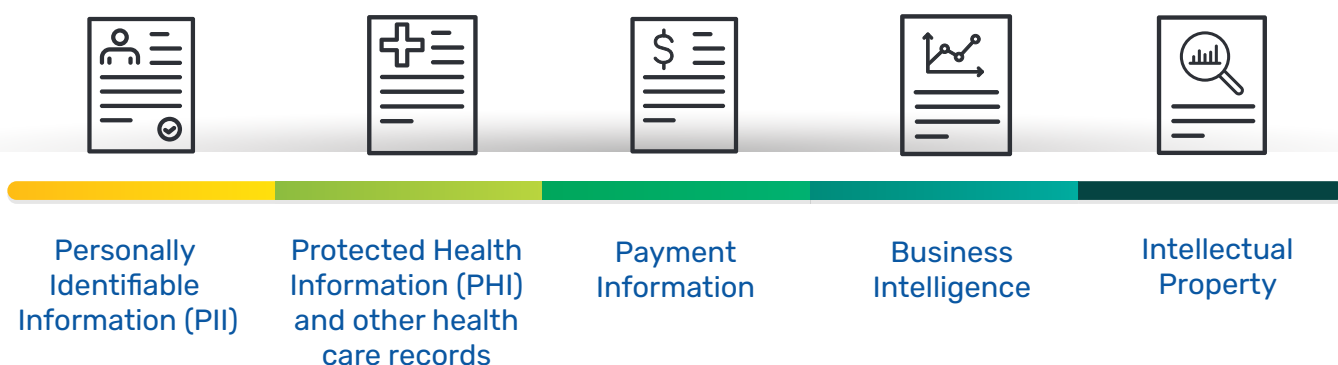 Personally
Identifiable
Information (PII)
Protected Health
Information (PHI)
and other health
care records
Payment
Information
Business
Intelligence
Intellectual
Property